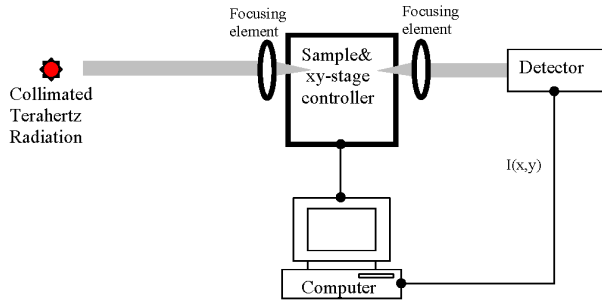 Focusing
element
Focusing
element
Sample&
xy-stage
controller
Detector
Collimated
Terahertz
Radiation
I(x,y)
Computer